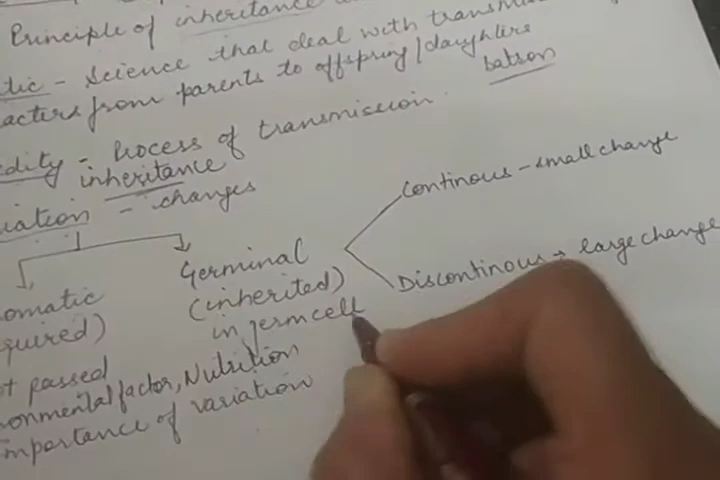 Principle of inheritance
tic - Science that deal with transm
acters from parents to offspring/daughters
batson
edity - Process of transmission.
inheritance
iation - changes
Continous - small change
Germinal
(inherited)
in germcell
Discontinous → large change
omatic
quired)
t passed
onmental factor, Nutrition
mportance of variation